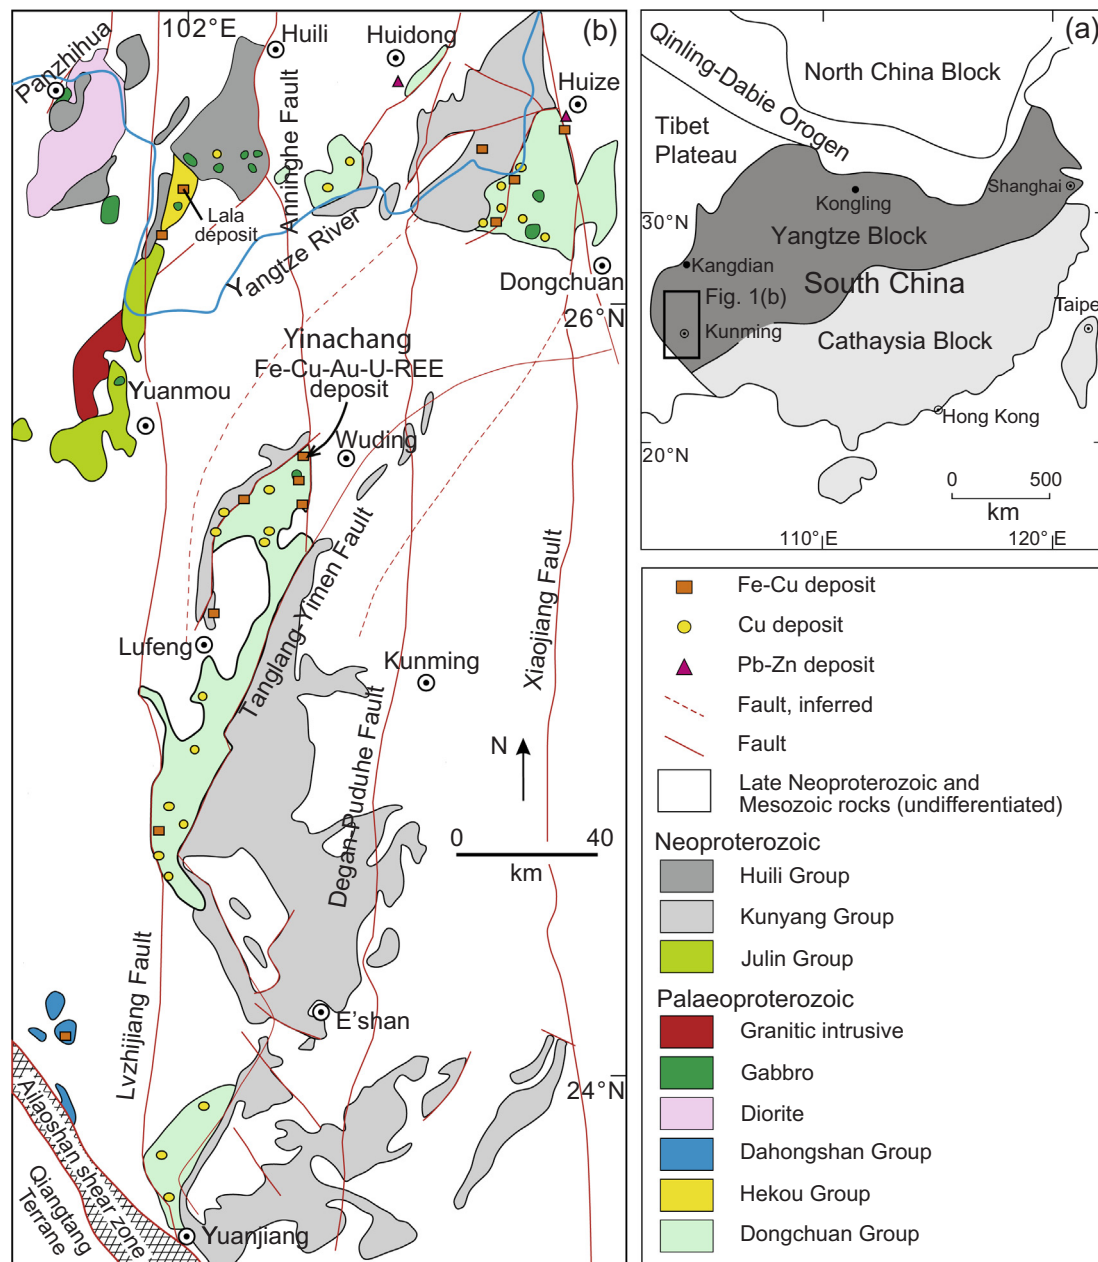 102°E
(b)
Panzhihua
Huili
Huidong
Huize
Anninghe Fault
Lala
deposit
Yangtze River
Dongchuan
26°N
Yinachang
Fe-Cu-Au-U-REE
deposit
Yuanmou
Wuding
Tanglang-Yimen Fault
Xiaojiang Fault
Lufeng
Kunming
N
Degan-Puduhe Fault
0 40
km
Lvzhijiang Fault
E'shan
24°N
Ailaoshan shear zone
Qiangtang
Terrane
Yuanjiang
(a)
Qinling-Dabie Orogen
North China Block
Tibet
Plateau
Shanghai
Kongling
30°N
Yangtze Block
Kangdian
South China
Fig. 1(b)
Taipei
Kunming
Cathaysia Block
Hong Kong
20°N
0 500
km
110°E
120°E
Fe-Cu deposit
Cu deposit
Pb-Zn deposit
Fault, inferred
Fault
Late Neoproterozoic and
Mesozoic rocks (undifferentiated)
Neoproterozoic
Huili Group
Kunyang Group
Julin Group
Palaeoproterozoic
Granitic intrusive
Gabbro
Diorite
Dahongshan Group
Hekou Group
Dongchuan Group